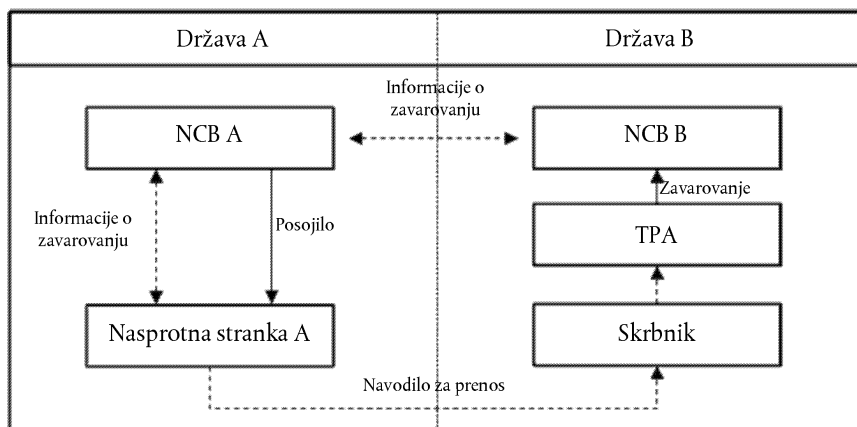 Država A
Država B
Informacije o
zavarovanju
NCB A
NCB B
Zavarovanje
Informacije o
zavarovanju
Posojilo
TPA
Nasprotna stranka A
Skrbnik
Navodilo za prenos